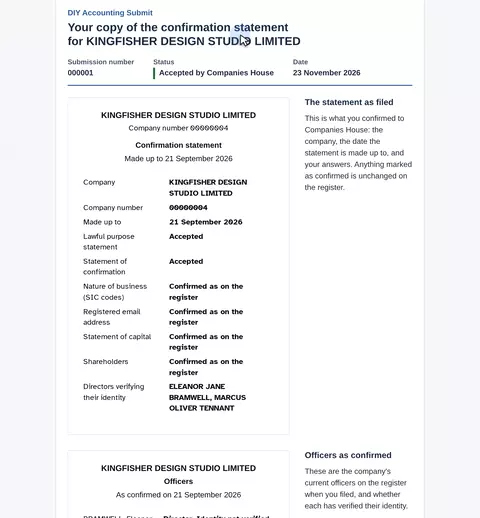 DIY Accounting Submit
Your copy of the confirmation statement
for KINGFISHER DESIGN STUDIO LIMITED
Submission number
000001
Status
Accepted by Companies House
Date
23 November 2026
KINGFISHER DESIGN STUDIO LIMITED
Company number 00000004
Confirmation statement
Made up to 21 September 2026
Company
KINGFISHER DESIGN
STUDIO LIMITED
Company number
00000004
Made up to
21 September 2026
Lawful purpose
statement
Accepted
Statement of
confirmation
Accepted
Nature of business
(SIC codes)
Confirmed as on the
register
Registered email
address
Confirmed as on the
register
Statement of capital
Confirmed as on the
register
Shareholders
Confirmed as on the
register
Directors verifying
their identity
ELEANOR JANE
BRAMWELL, MARCUS
OLIVER TENNANT
The statement as filed
This is what you confirmed to
Companies House: the
company, the date the
statement is made up to, and
your answers. Anything marked
as confirmed is unchanged on
the register.
KINGFISHER DESIGN STUDIO LIMITED
Officers
As confirmed on 21 September 2026
Officers as confirmed
These are the company's
current officers on the register
when you filed, and whether
each has verified their identity.